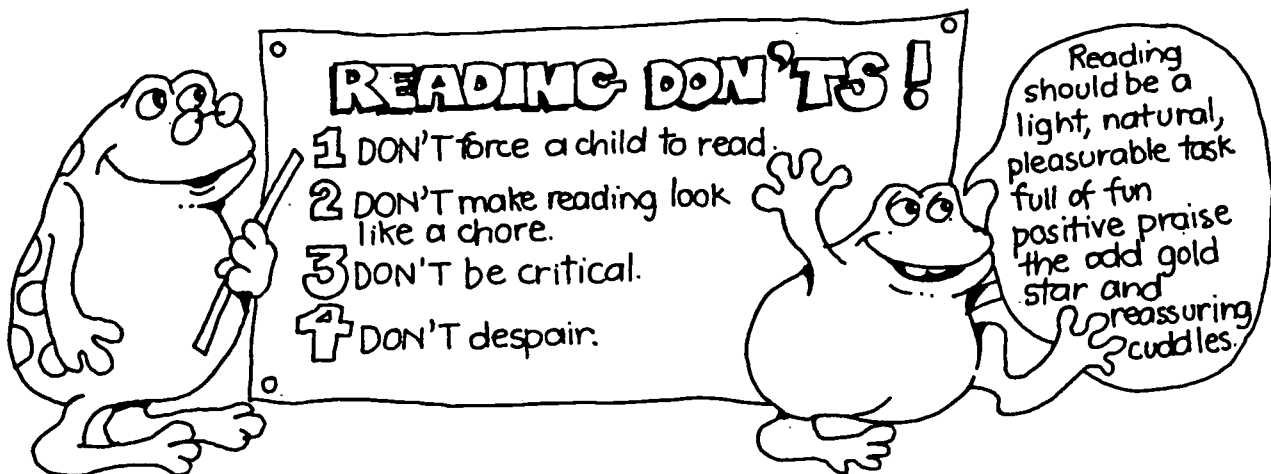 READING DON'TS!
1 DON'T force a child to read.
2 DON'T make reading look
like a chore.
3 DON'T be critical.
4 DON'T despair.
Reading
should be a
light, natural,
pleasurable task
full of fun
positive praise
the odd gold
star and
reassuring
cuddles.